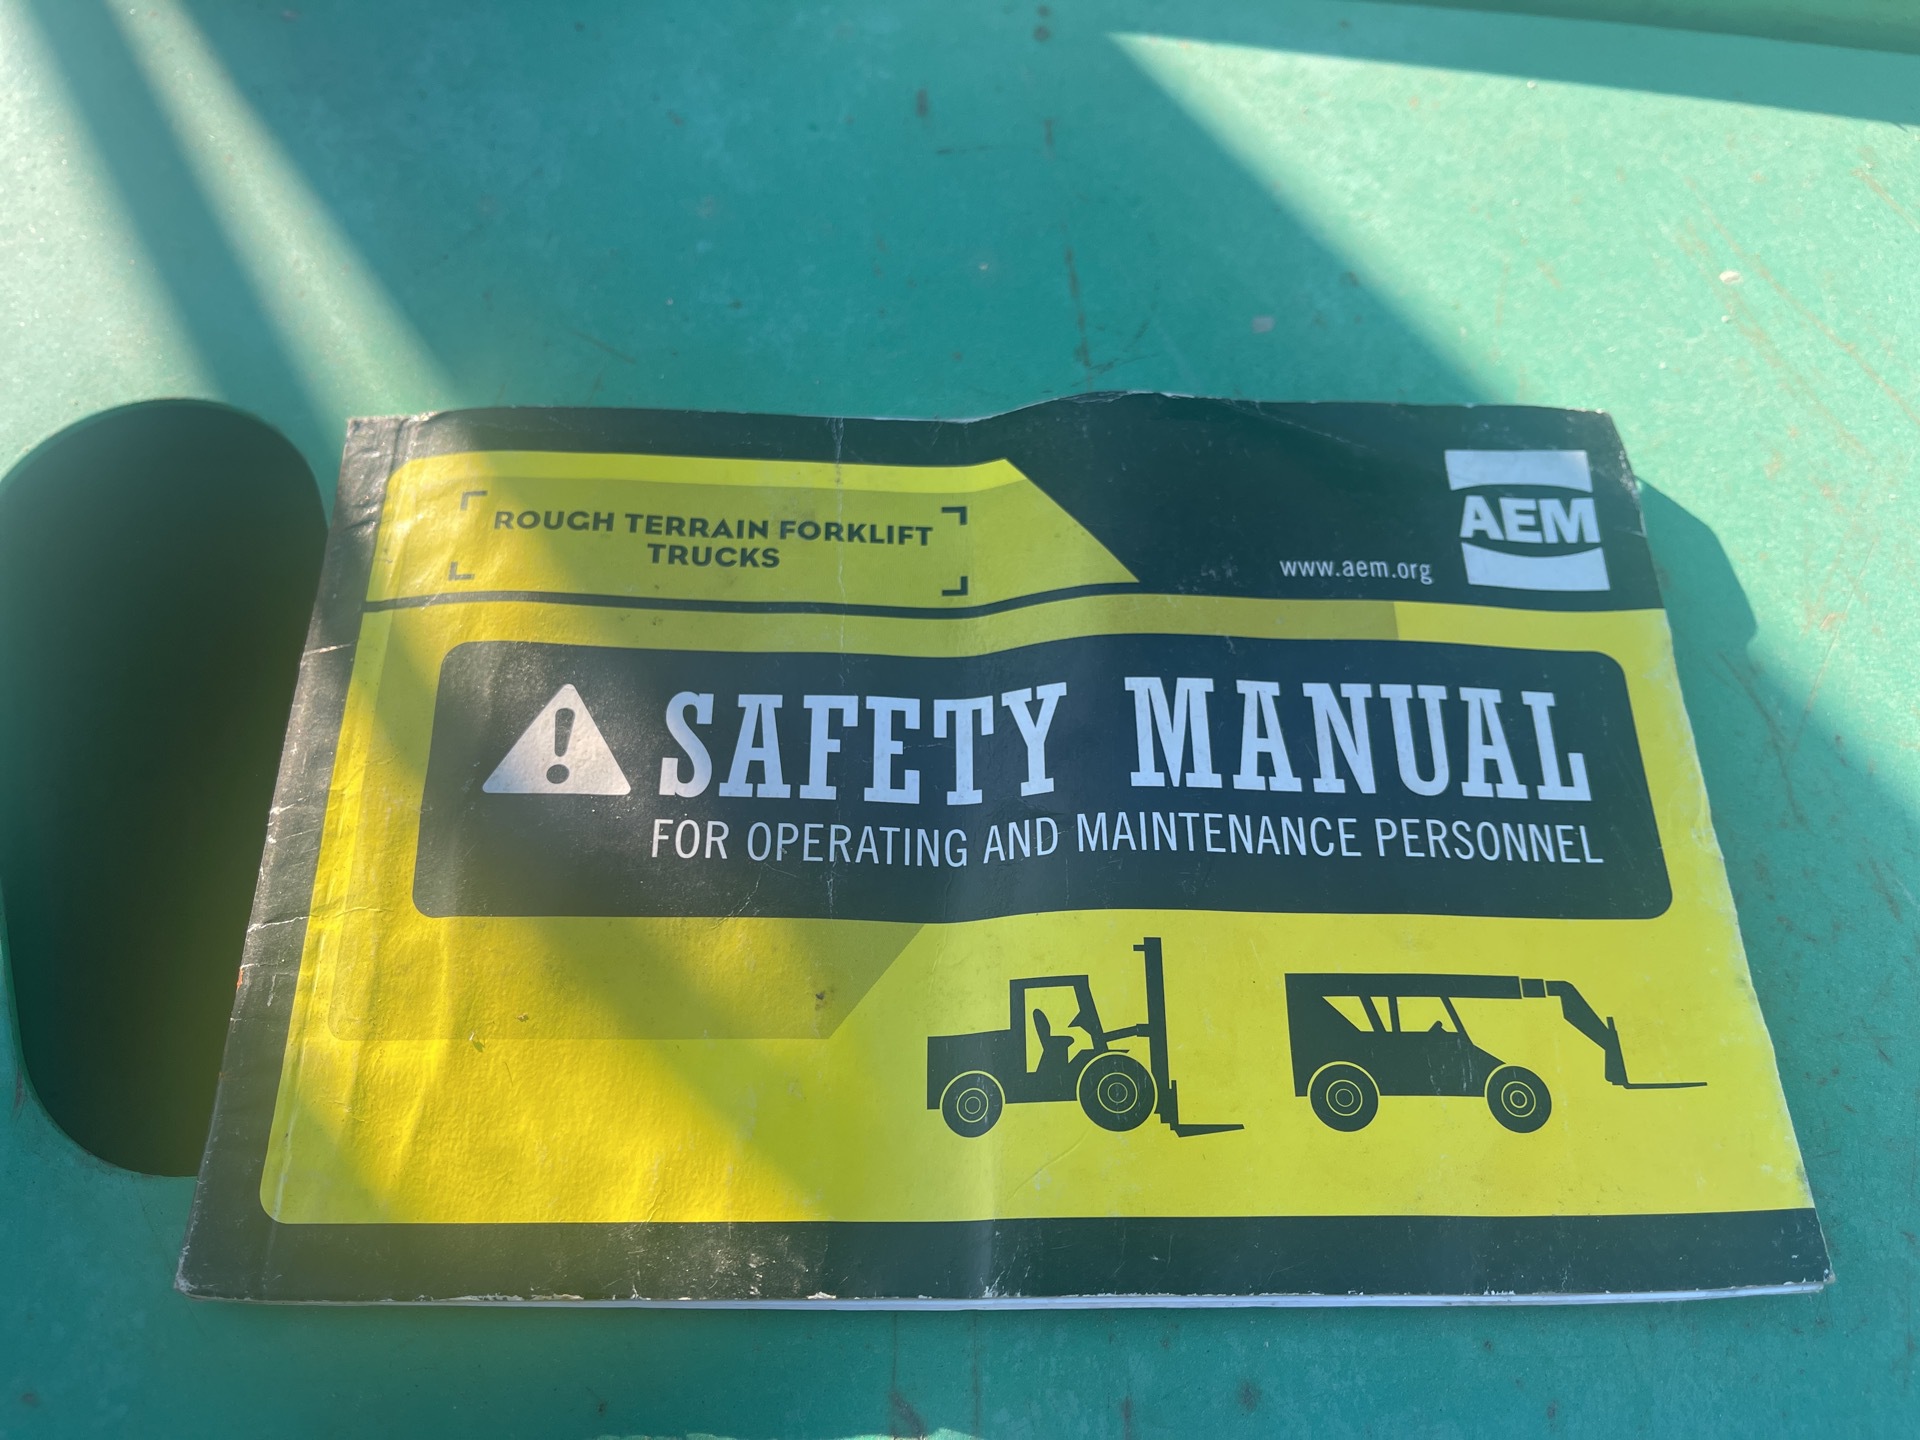 ROUGH TERRAIN FORKLIFT
TRUCKS
www.aem.org
AEM
SAFETY MANUAL
FOR OPERATING AND MAINTENANCE PERSONNEL